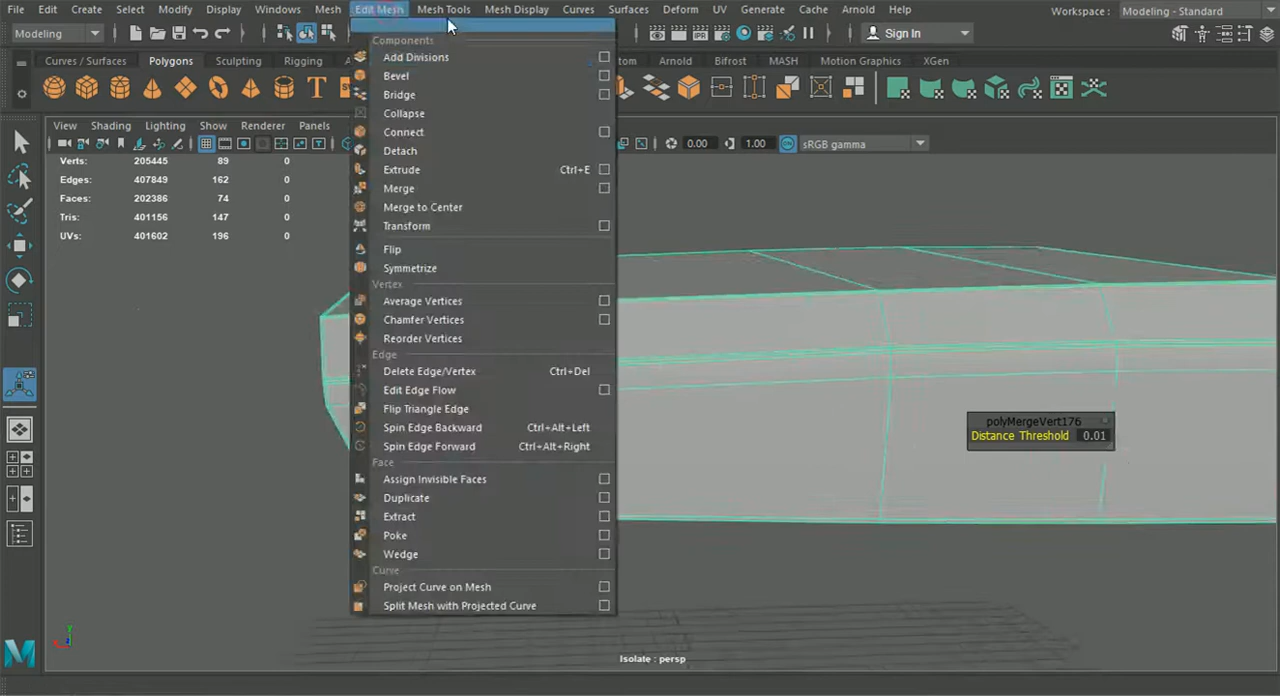 File Edit Create Select Modify Display Windows Mesh Edit Mesh Mesh Tools Mesh Display Curves Surfaces Deform UV Generate Cache Arnold Help Workspace : Modeling - Standard
Modeling Sign In
Curves / Surfaces Polygons Sculpting Rigging Arnold Bifrost MASH Motion Graphics XGen
View Shading Lighting Show Renderer Panels 0.00 1.00 sRGB gamma
Verts: 205445 89 0
Edges: 407849 162 0
Faces: 202386 74 0
Tris: 401156 147 0
UVs: 401602 196 0
Components
Add Divisions
Bevel
Bridge
Collapse
Connect
Detach
Extrude Ctrl+E
Merge
Merge to Center
Transform
Flip
Symmetrize
Vertex
Average Vertices
Chamfer Vertices
Reorder Vertices
Edge
Delete Edge/Vertex Ctrl+Del
Edit Edge Flow
Flip Triangle Edge
Spin Edge Backward Ctrl+Alt+Left
Spin Edge Forward Ctrl+Alt+Right
Face
Assign Invisible Faces
Duplicate
Extract
Poke
Wedge
Curve
Project Curve on Mesh
Split Mesh with Projected Curve
polyMergeVert176
Distance Threshold 0.01
Isolate : persp